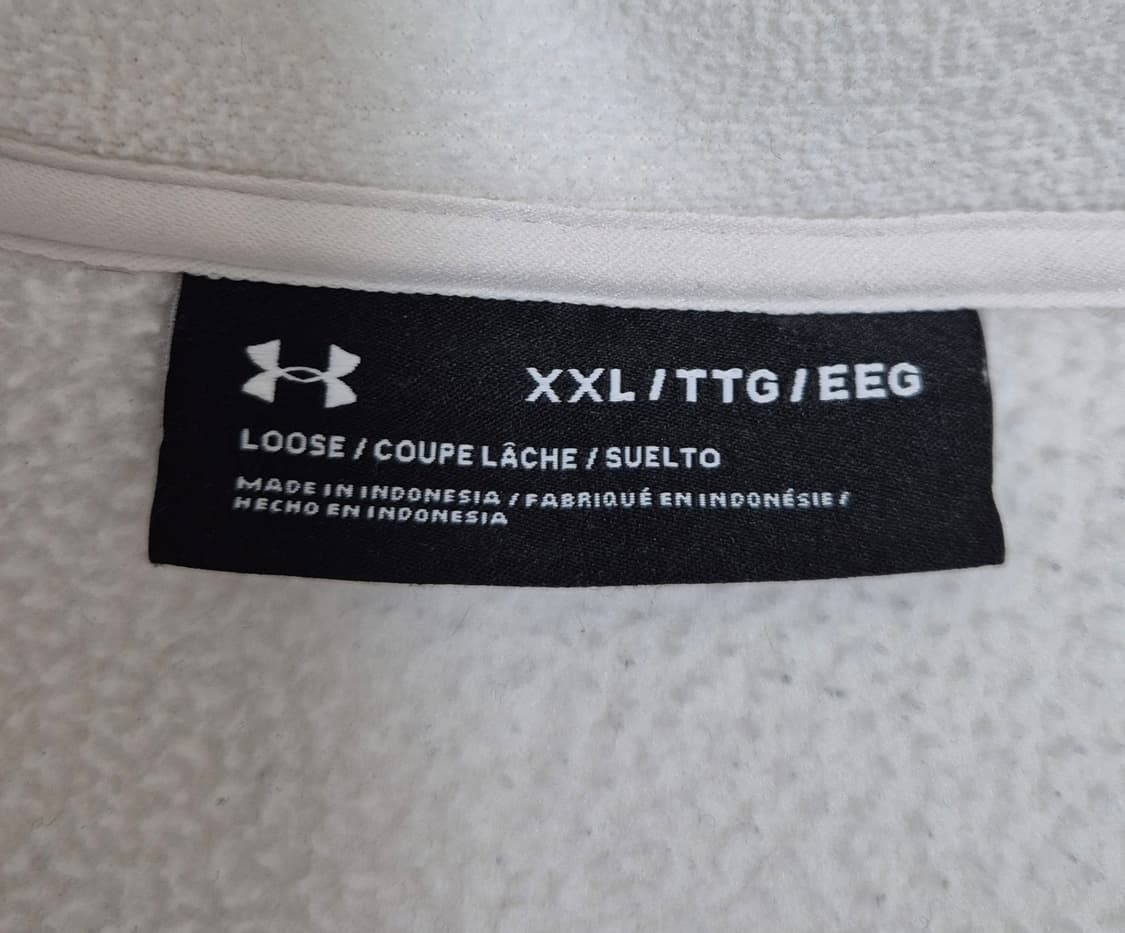 XXL / TTG / EEG
LOOSE / COUPE LÂCHE / SUELTO
MADE IN INDONESIA / FABRIQUÉ EN INDONÉSIE /
HECHO EN INDONESIA